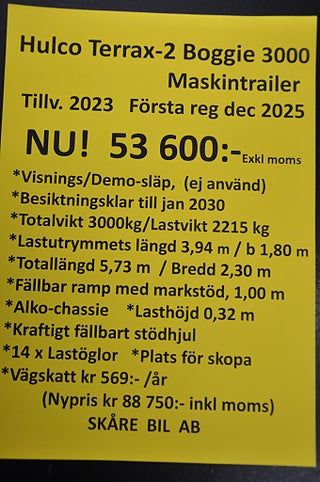 Hulco Terrax-2 Boggie 3000
Maskintrailer
Tillv. 2023 Första reg dec 2025
NU! 53 600:-Exkl moms
*Visnings/Demo-släp, (ej använd)
*Besiktningsklar till jan 2030
*Totalvikt 3000kg/Lastvikt 2215 kg
*Lastutrymmets längd 3,94 m / b 1,80 m
*Totallängd 5,73 m / Bredd 2,30 m
*Fällbar ramp med markstöd, 1,00 m
*Alko-chassie *Lasthöjd 0,32 m
*Kraftigt fällbart stödhjul
*14 x Lastöglor *Plats för skopa
*Vägskatt kr 569:- /år
(Nypris kr 88 750:- inkl moms)
SKÅRE BIL AB